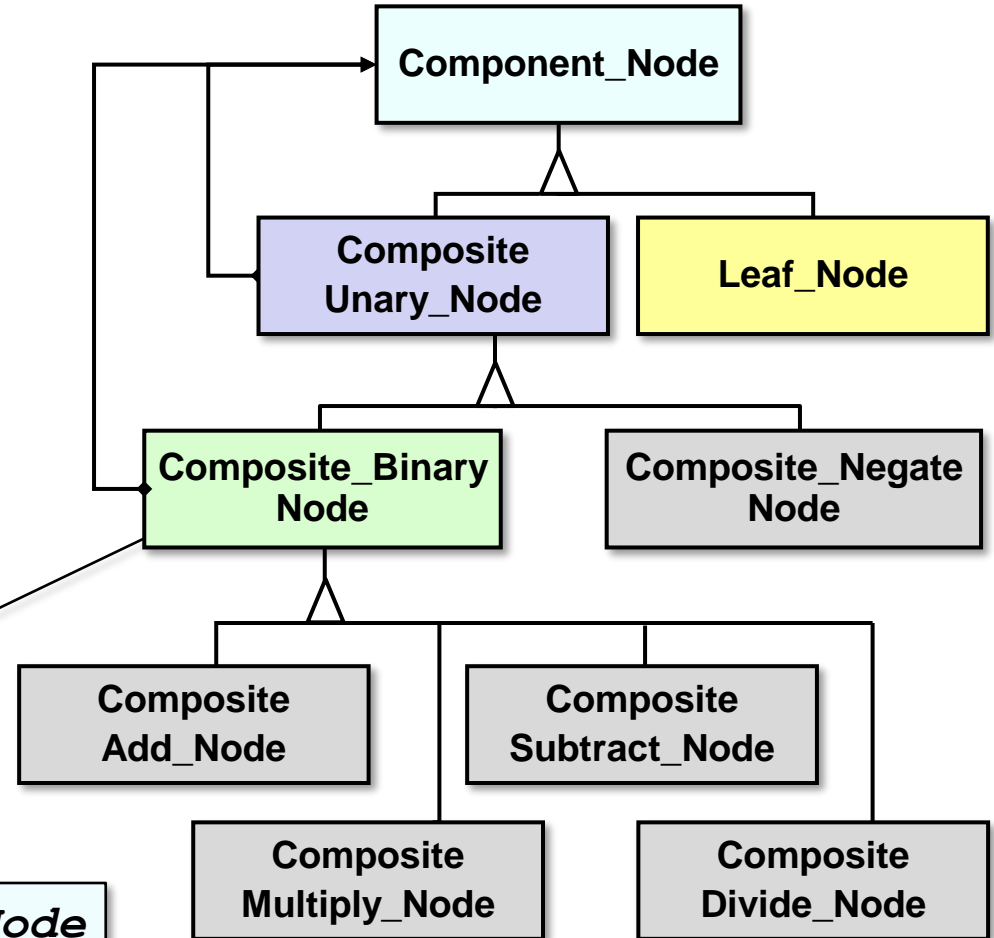 Component_Node
Composite
Unary_Node
Leaf_Node
Composite_Binary
Node
Composite_Negate
Node
Composite
Add_Node
Composite
Subtract_Node
Composite
Multiply_Node
Composite
Divide_Node